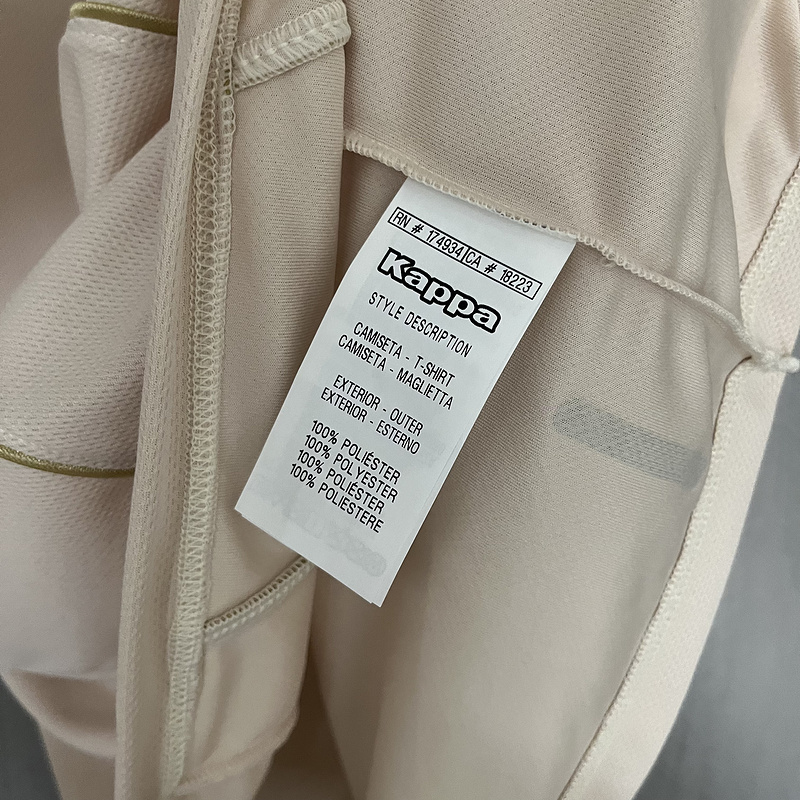 RN # 174934 CA # 18223
Kappa
STYLE DESCRIPTION
CAMISETA - T-SHIRT
CAMISETA - MAGLIETTA
EXTERIOR - OUTER
EXTERIOR - ESTERNO
100% POLIÉSTER
100% POLYESTER
100% POLIÉSTER
100% POLIESTERE